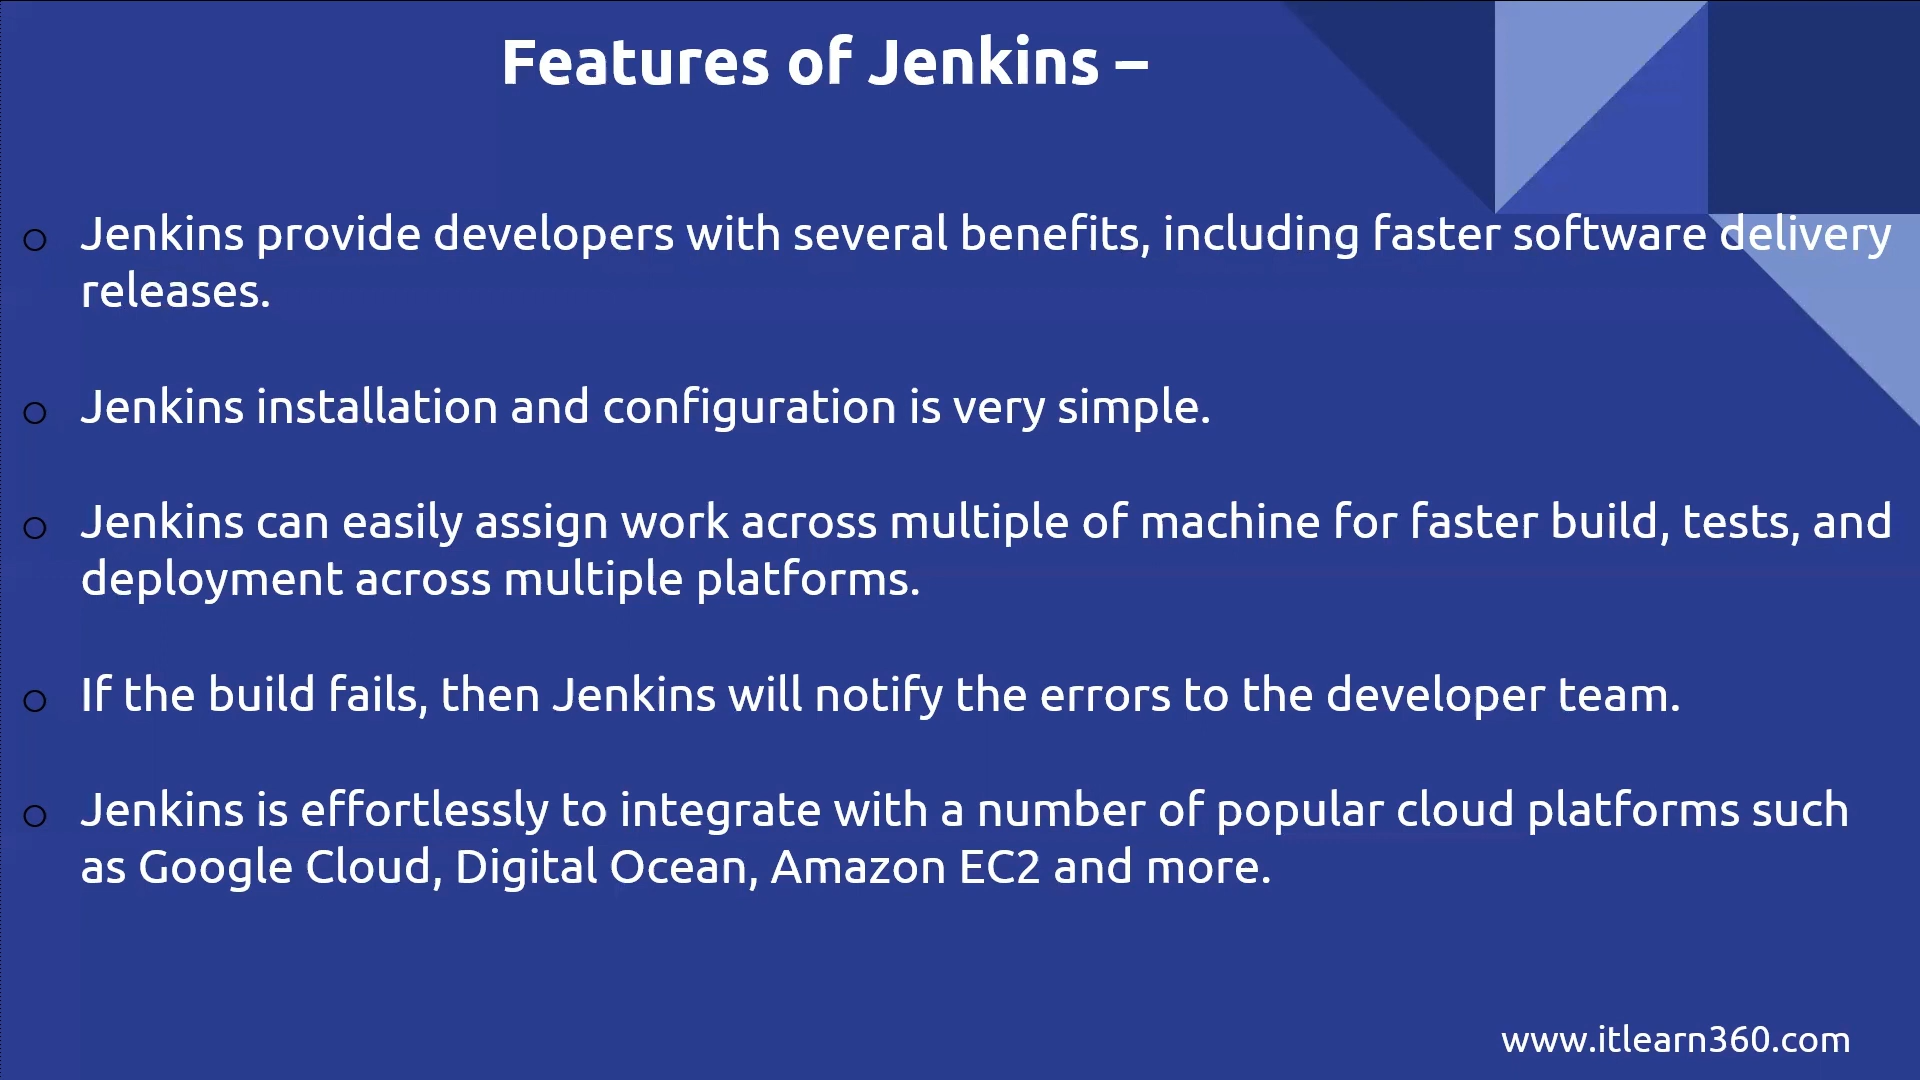 Features of Jenkins –
○ Jenkins provide developers with several benefits, including faster software delivery
releases.
○ Jenkins installation and configuration is very simple.
○ Jenkins can easily assign work across multiple of machine for faster build, tests, and
deployment across multiple platforms.
○ If the build fails, then Jenkins will notify the errors to the developer team.
○ Jenkins is effortlessly to integrate with a number of popular cloud platforms such
as Google Cloud, Digital Ocean, Amazon EC2 and more.
www.itlearn360.com